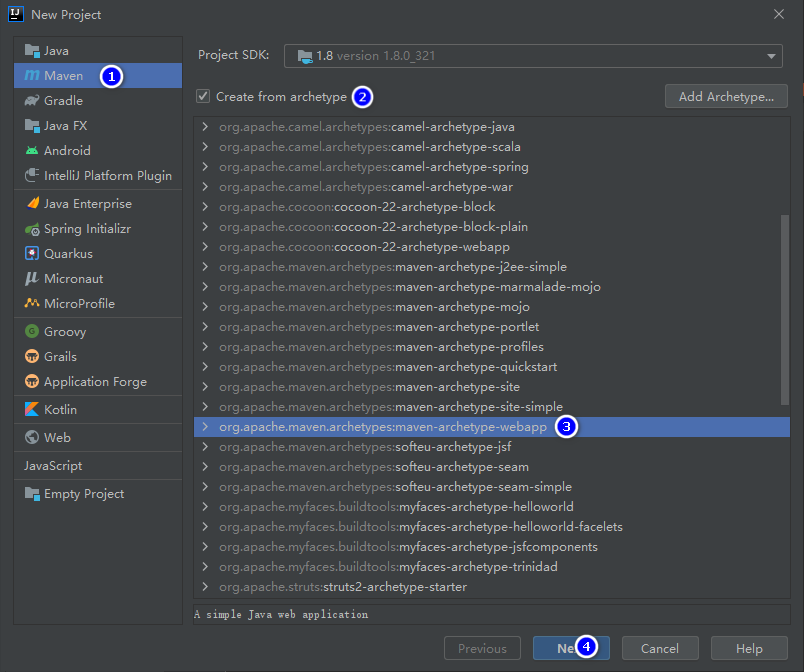 New Project
Java
Maven 1
Gradle
Java FX
Android
IntelliJ Platform Plugin
Java Enterprise
Spring Initializr
Quarkus
Micronaut
MicroProfile
Groovy
Grails
Application Forge
Kotlin
Web
JavaScript
Empty Project
Project SDK: 1.8 version 1.8.0_321
Create from archetype 2 Add Archetype...
org.apache.camel.archetypes:camel-archetype-java
org.apache.camel.archetypes:camel-archetype-scala
org.apache.camel.archetypes:camel-archetype-spring
org.apache.camel.archetypes:camel-archetype-war
org.apache.cocoon:cocoon-22-archetype-block
org.apache.cocoon:cocoon-22-archetype-block-plain
org.apache.cocoon:cocoon-22-archetype-webapp
org.apache.maven.archetypes:maven-archetype-j2ee-simple
org.apache.maven.archetypes:maven-archetype-marmalade-mojo
org.apache.maven.archetypes:maven-archetype-mojo
org.apache.maven.archetypes:maven-archetype-portlet
org.apache.maven.archetypes:maven-archetype-profiles
org.apache.maven.archetypes:maven-archetype-quickstart
org.apache.maven.archetypes:maven-archetype-site
org.apache.maven.archetypes:maven-archetype-site-simple
org.apache.maven.archetypes:maven-archetype-webapp 3
org.apache.maven.archetypes:softeu-archetype-jsf
org.apache.maven.archetypes:softeu-archetype-seam
org.apache.maven.archetypes:softeu-archetype-seam-simple
org.apache.myfaces.buildtools:myfaces-archetype-helloworld
org.apache.myfaces.buildtools:myfaces-archetype-helloworld-facelets
org.apache.myfaces.buildtools:myfaces-archetype-jsfcomponents
org.apache.myfaces.buildtools:myfaces-archetype-trinidad
org.apache.struts:struts2-archetype-starter
A simple Java web application
Previous Ne 4 Cancel Help